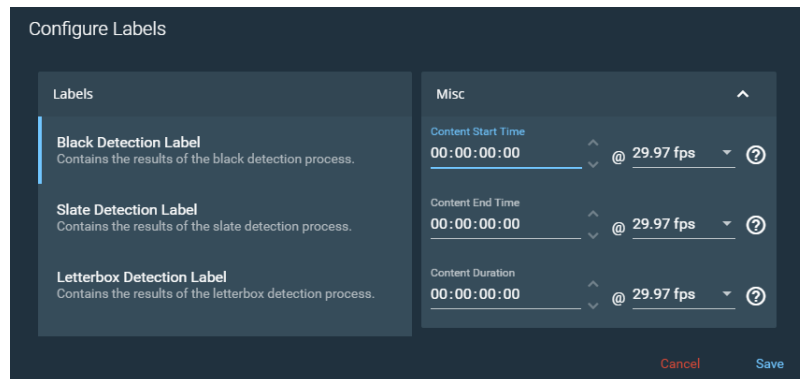 Configure Labels
Labels
Black Detection Label
Contains the results of the black detection process.
Slate Detection Label
Contains the results of the slate detection process.
Letterbox Detection Label
Contains the results of the letterbox detection process.
Misc
Content Start Time
00:00:00:00 @ 29.97 fps ?
Content End Time
00:00:00:00 @ 29.97 fps ?
Content Duration
00:00:00:00 @ 29.97 fps ?
Cancel Save